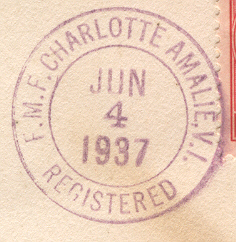 F.M.F. CHARLOTTE AMALIE, V.I.
JUN
4
1937
REGISTERED